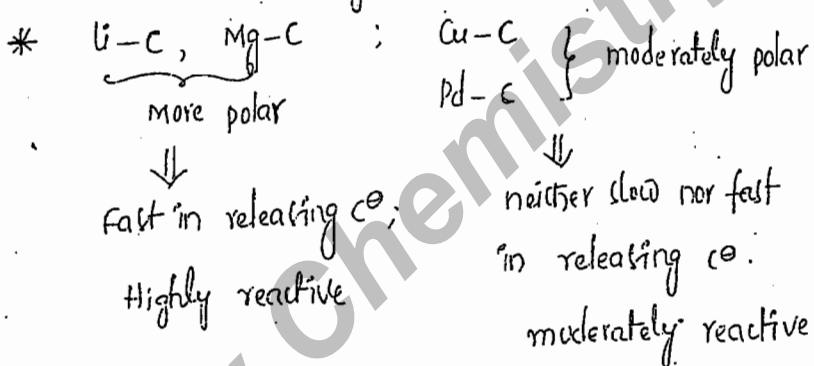 * Li-C, Mg-C ; Cu-C } moderately polar
Pd-C
More polar
⇓ ⇓
Fast in releasing C⊖; neither slow nor fast
in releasing C⊖.
Highly reactive
moderately reactive
Chemistry